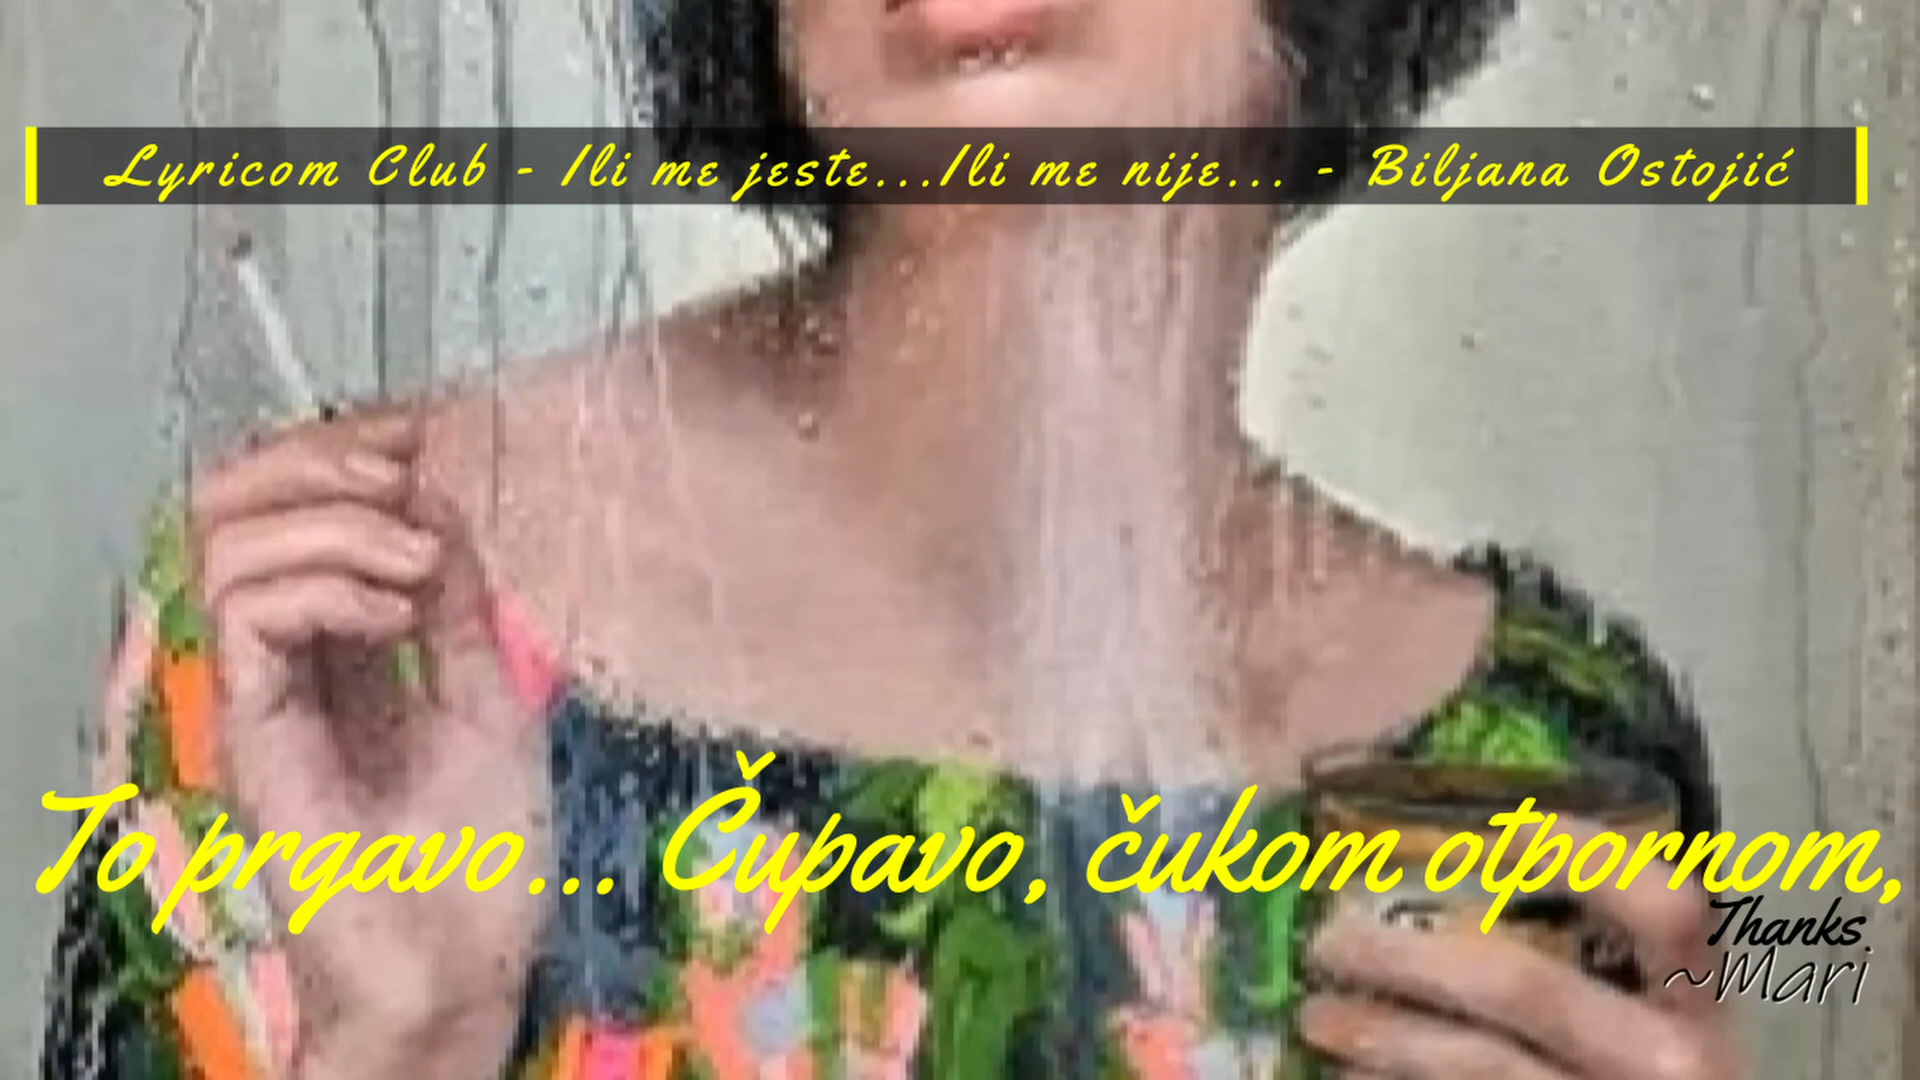 Lyricom Club - Ili me jeste...Ili me nije... - Biljana Ostojić
To prgavo... Čupavo, čukom otpornom,
Thanks
~Mari